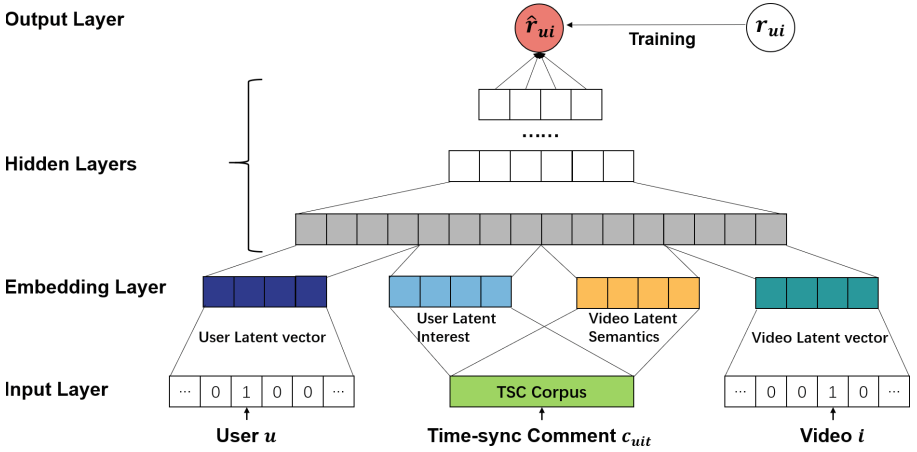 Output Layer
r̂ui
rui
Training
Hidden Layers
......
Embedding Layer
User Latent vector
User Latent
Interest
Video Latent
Semantics
Video Latent vector
Input Layer
... 0 1 0 0 ...
TSC Corpus
... 0 0 1 0 ...
User u
Time-sync Comment cuit
Video i